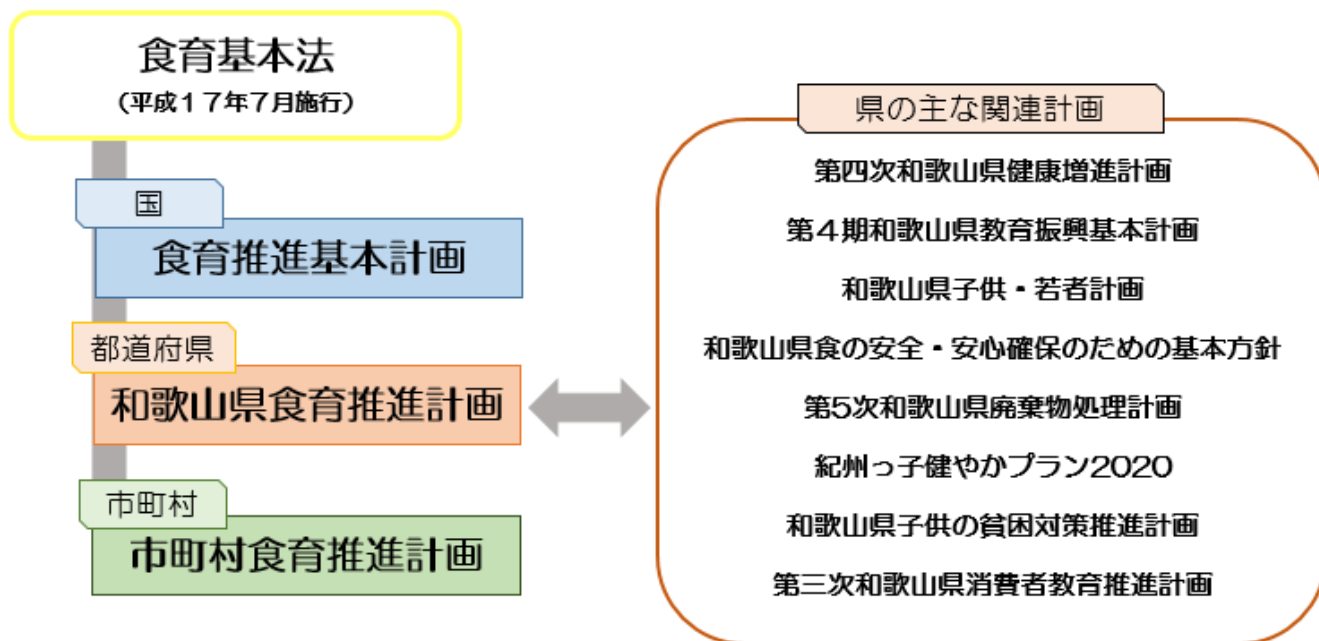 食育基本法
（平成１７年７月施行）
国
食育推進基本計画
都道府県
和歌山県食育推進計画
市町村
市町村食育推進計画
県の主な関連計画
第四次和歌山県健康増進計画
第４期和歌山県教育振興基本計画
和歌山県子供・若者計画
和歌山県食の安全・安心確保のための基本方針
第5次和歌山県廃棄物処理計画
紀州っ子健やかプラン2020
和歌山県子供の貧困対策推進計画
第三次和歌山県消費者教育推進計画